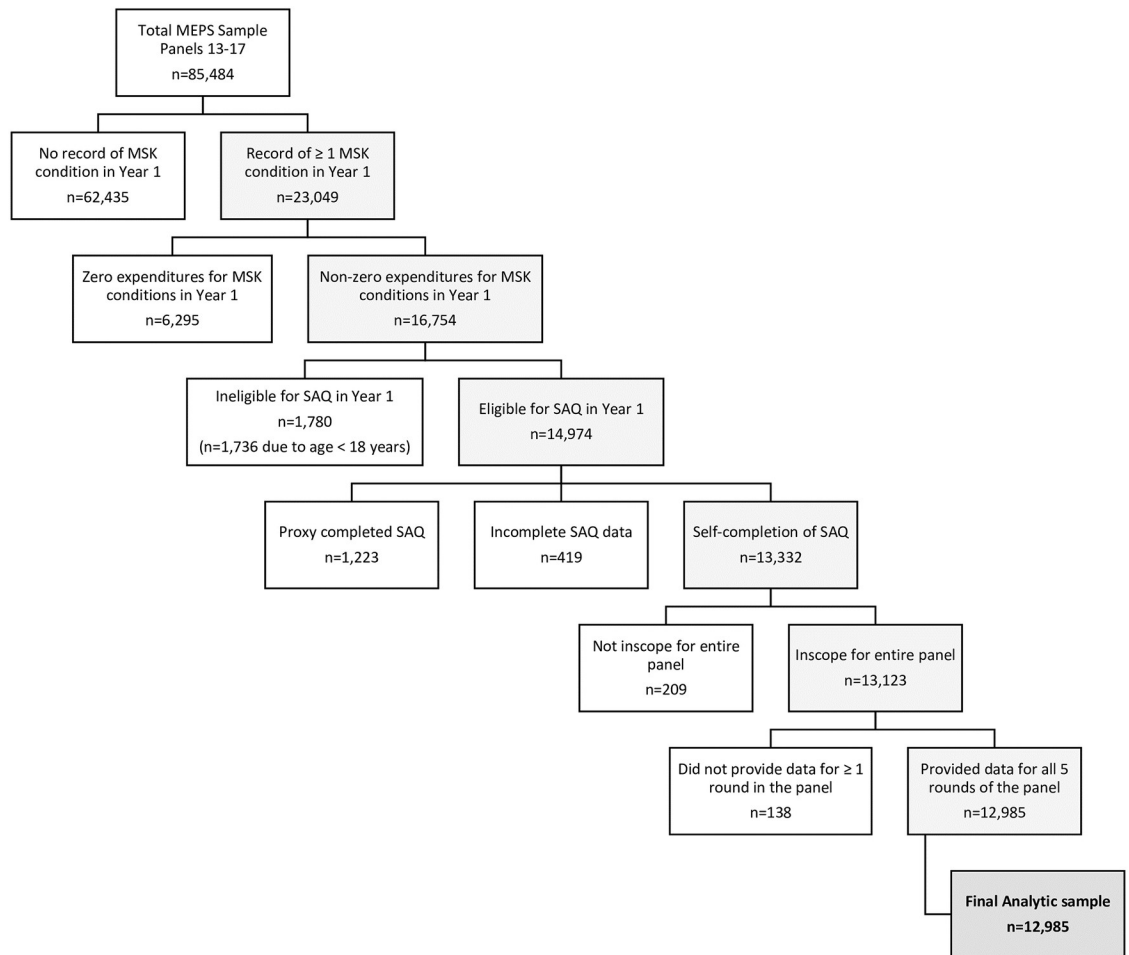 Total MEPS Sample
Panels 13-17
n=85,484
No record of MSK
condition in Year 1
n=62,435
Record of ≥ 1 MSK
condition in Year 1
n=23,049
Zero expenditures for MSK
conditions in Year 1
n=6,295
Non-zero expenditures for MSK
conditions in Year 1
n=16,754
Ineligible for SAQ in Year 1
n=1,780
(n=1,736 due to age < 18 years)
Eligible for SAQ in Year 1
n=14,974
Proxy completed SAQ
n=1,223
Incomplete SAQ data
n=419
Self-completion of SAQ
n=13,332
Not inscope for entire
panel
n=209
Inscope for entire panel
n=13,123
Did not provide data for ≥ 1
round in the panel
n=138
Provided data for all 5
rounds of the panel
n=12,985
Final Analytic sample
n=12,985